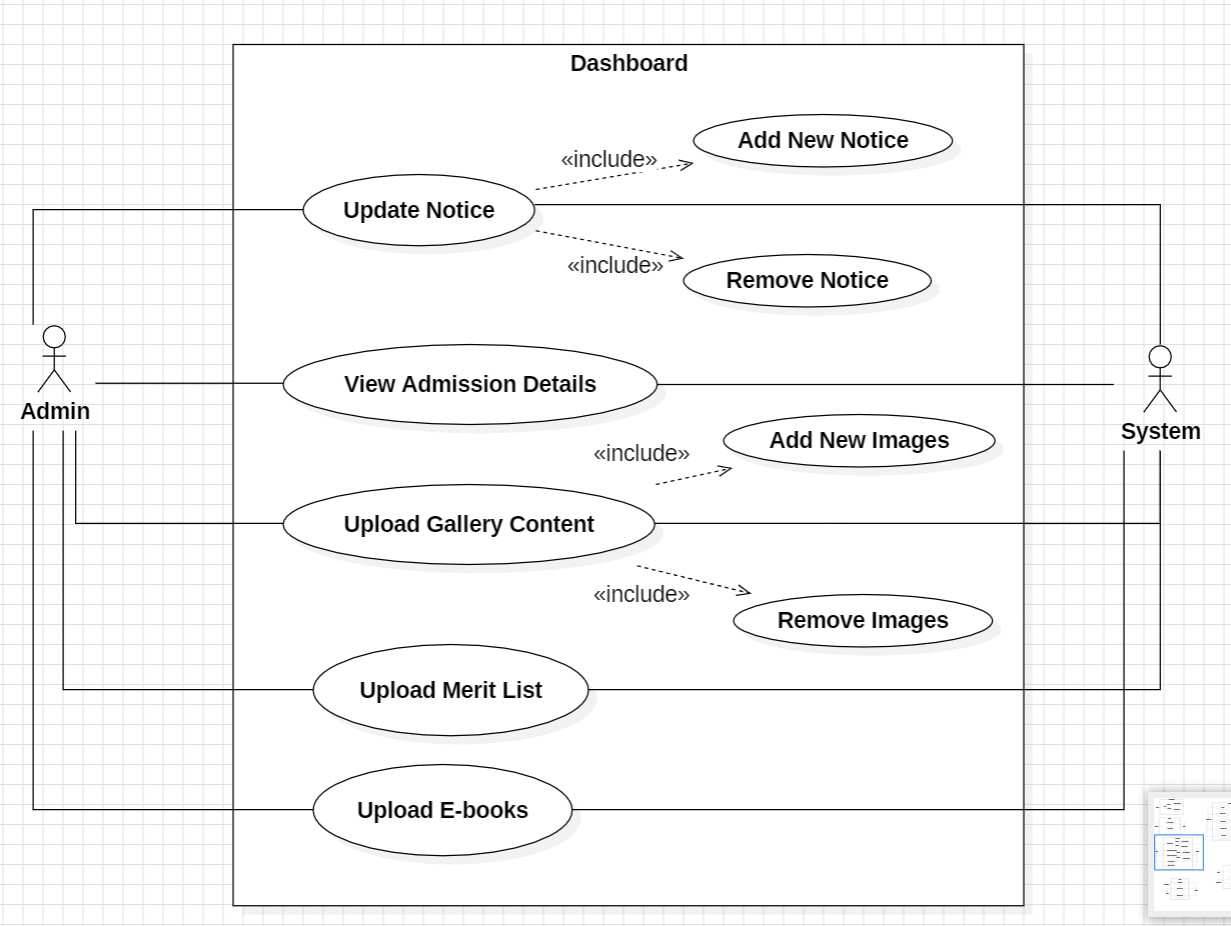 Dashboard
Add New Notice
«include»
Update Notice
«include»
Remove Notice
View Admission Details
Admin
System
Add New Images
«include»
Upload Gallery Content
«include»
Remove Images
Upload Merit List
Upload E-books